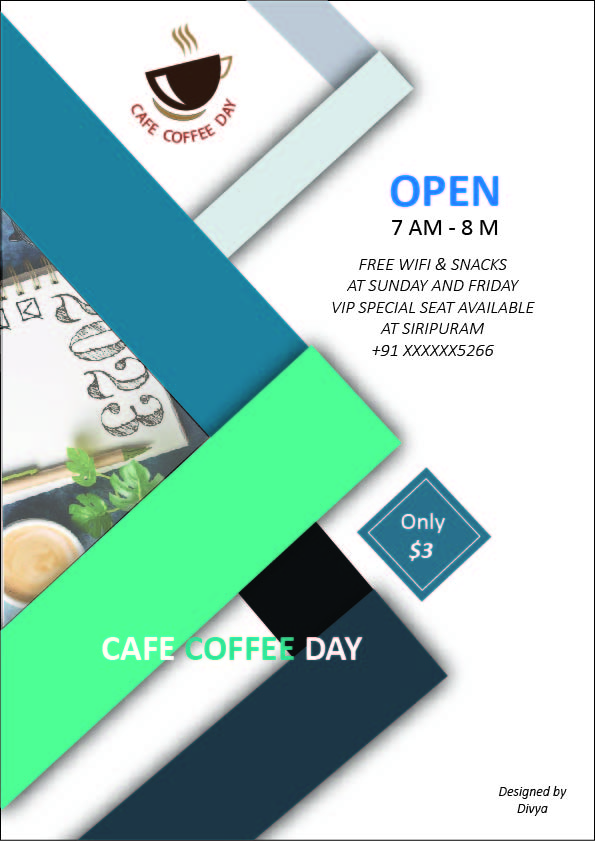 CAFE COFFEE DAY
OPEN
7 AM - 8 M
FREE WIFI & SNACKS
AT SUNDAY AND FRIDAY
VIP SPECIAL SEAT AVAILABLE
AT SIRIPURAM
+91 XXXXXX5266
2023
Only
$3
CAFE COFFEE DAY
Designed by
Divya